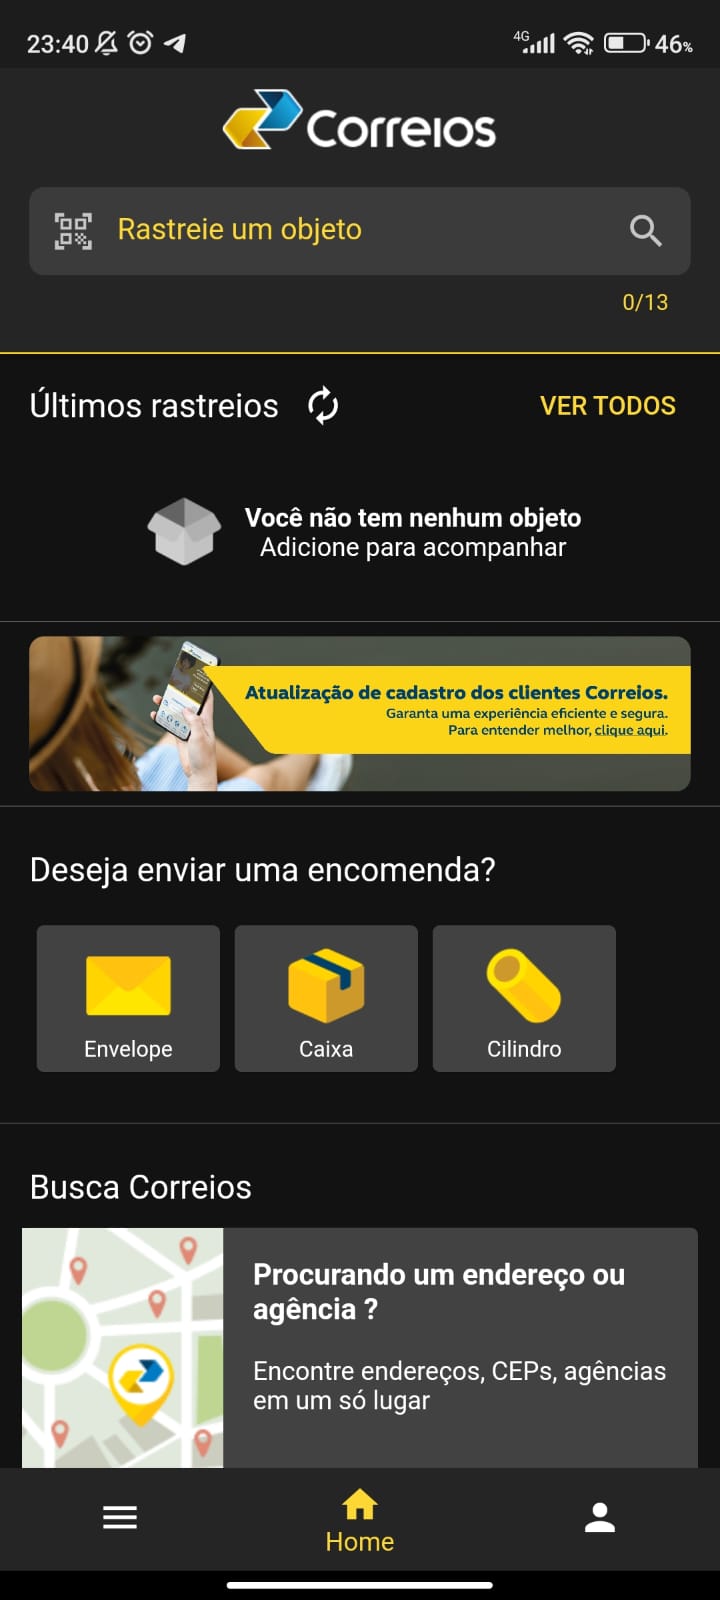 23:40
4G
46%
Correios
Rastreie um objeto
0/13
Últimos rastreios
VER TODOS
Você não tem nenhum objeto
Adicione para acompanhar
Atualização de cadastro dos clientes Correios.
Garanta uma experiência eficiente e segura.
Para entender melhor, clique aqui.
Deseja enviar uma encomenda?
Envelope
Caixa
Cilindro
Busca Correios
Procurando um endereço ou
agência ?
Encontre endereços, CEPs, agências
em um só lugar
Home